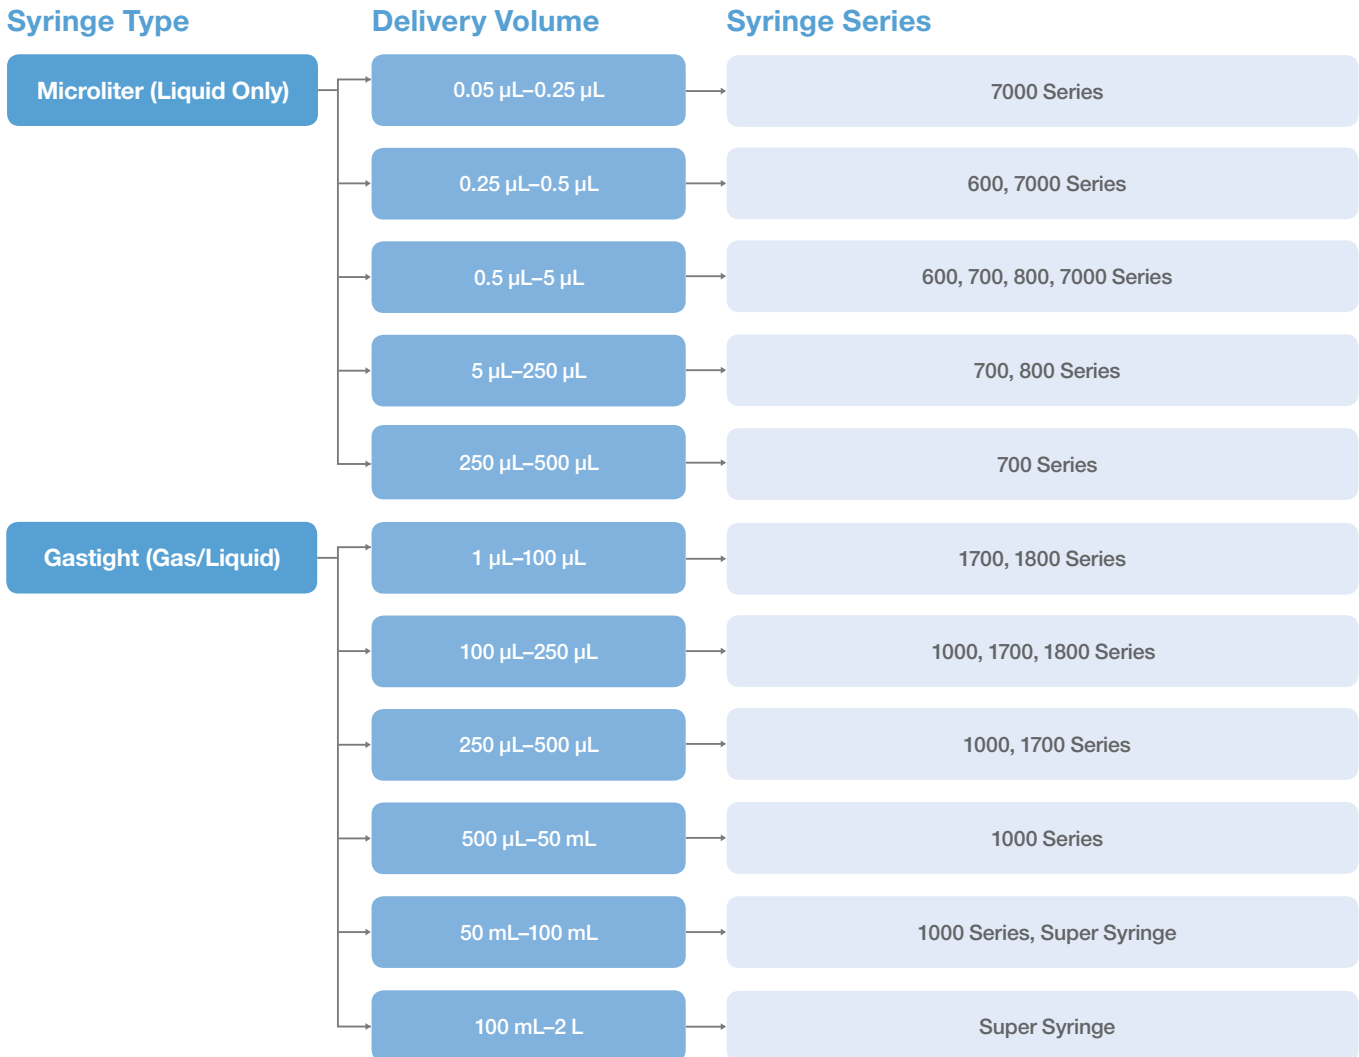 Syringe Type
Delivery Volume
Syringe Series
Microliter (Liquid Only)
0.05 µL–0.25 µL
7000 Series
0.25 µL–0.5 µL
600, 7000 Series
0.5 µL–5 µL
600, 700, 800, 7000 Series
5 µL–250 µL
700, 800 Series
250 µL–500 µL
700 Series
Gastight (Gas/Liquid)
1 µL–100 µL
1700, 1800 Series
100 µL–250 µL
1000, 1700, 1800 Series
250 µL–500 µL
1000, 1700 Series
500 µL–50 mL
1000 Series
50 mL–100 mL
1000 Series, Super Syringe
100 mL–2 L
Super Syringe